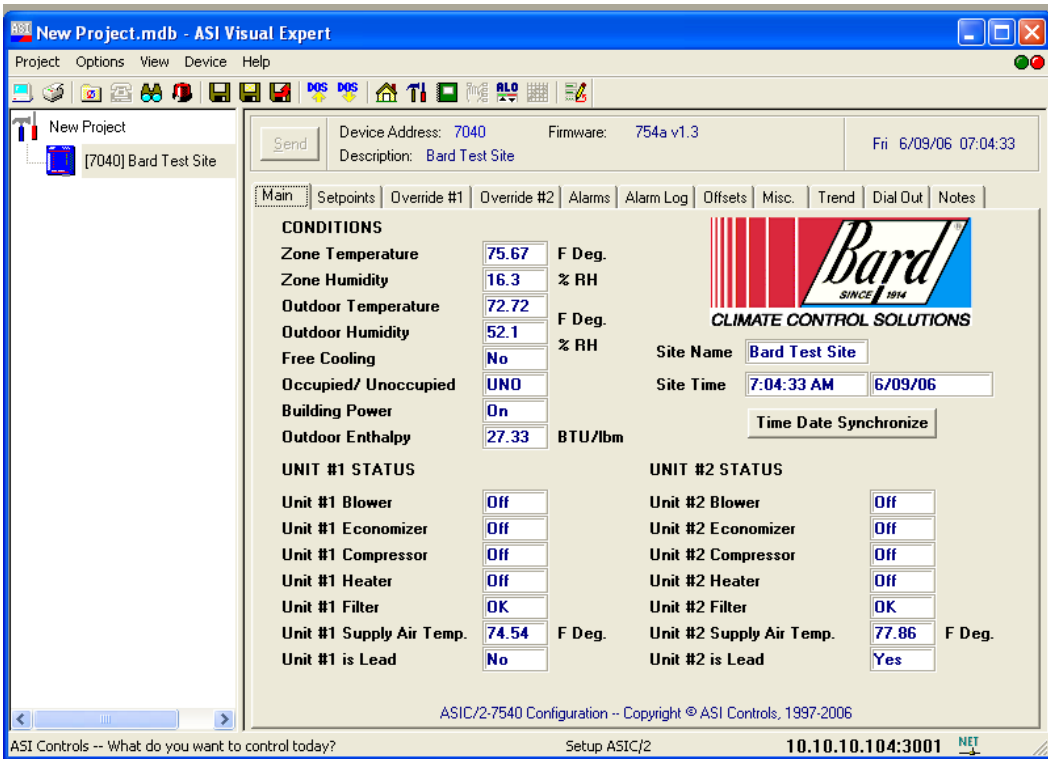 New Project.mdb - ASI Visual Expert
Project Options View Device Help
DOS DOS ALQ
New Project
[7040] Bard Test Site
Send
Device Address: 7040 Firmware: 754a v1.3
Description: Bard Test Site
Fri 6/09/06 07:04:33
Main Setpoints Override #1 Override #2 Alarms Alarm Log Offsets Misc. Trend Dial Out Notes
CONDITIONS
Zone Temperature 75.67 F Deg.
Zone Humidity 16.3 % RH
Outdoor Temperature 72.72 F Deg.
Outdoor Humidity 52.1 % RH
Free Cooling No
Occupied/ Unoccupied UNO
Building Power On
Outdoor Enthalpy 27.33 BTU/lbm
Bard ®
SINCE 1914
CLIMATE CONTROL SOLUTIONS
Site Name Bard Test Site
Site Time 7:04:33 AM 6/09/06
Time Date Synchronize
UNIT #1 STATUS
Unit #1 Blower Off
Unit #1 Economizer Off
Unit #1 Compressor Off
Unit #1 Heater Off
Unit #1 Filter OK
Unit #1 Supply Air Temp. 74.54 F Deg.
Unit #1 is Lead No
UNIT #2 STATUS
Unit #2 Blower Off
Unit #2 Economizer Off
Unit #2 Compressor Off
Unit #2 Heater Off
Unit #2 Filter OK
Unit #2 Supply Air Temp. 77.86 F Deg.
Unit #2 is Lead Yes
ASIC/2-7540 Configuration -- Copyright © ASI Controls, 1997-2006
ASI Controls -- What do you want to control today? Setup ASIC/2 10.10.10.104:3001 NET